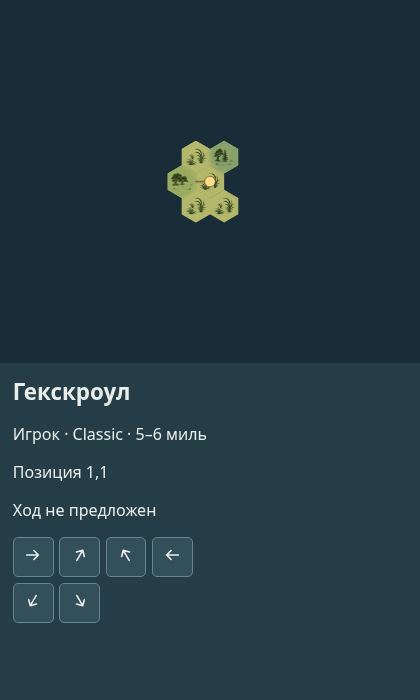 Гекскроул
Игрок · Classic · 5–6 миль
Позиция 1,1
Ход не предложен
→ ↗ ↖ ←
↙ ↘